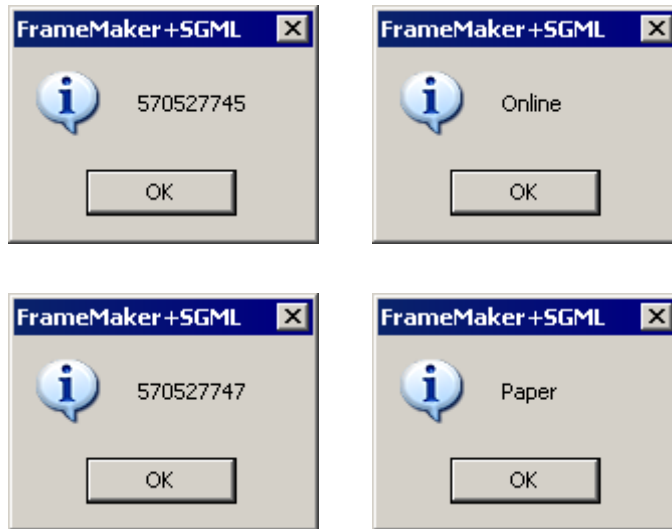 FrameMaker+SGML
570527745
OK
FrameMaker+SGML
Online
OK
FrameMaker+SGML
570527747
OK
FrameMaker+SGML
Paper
OK